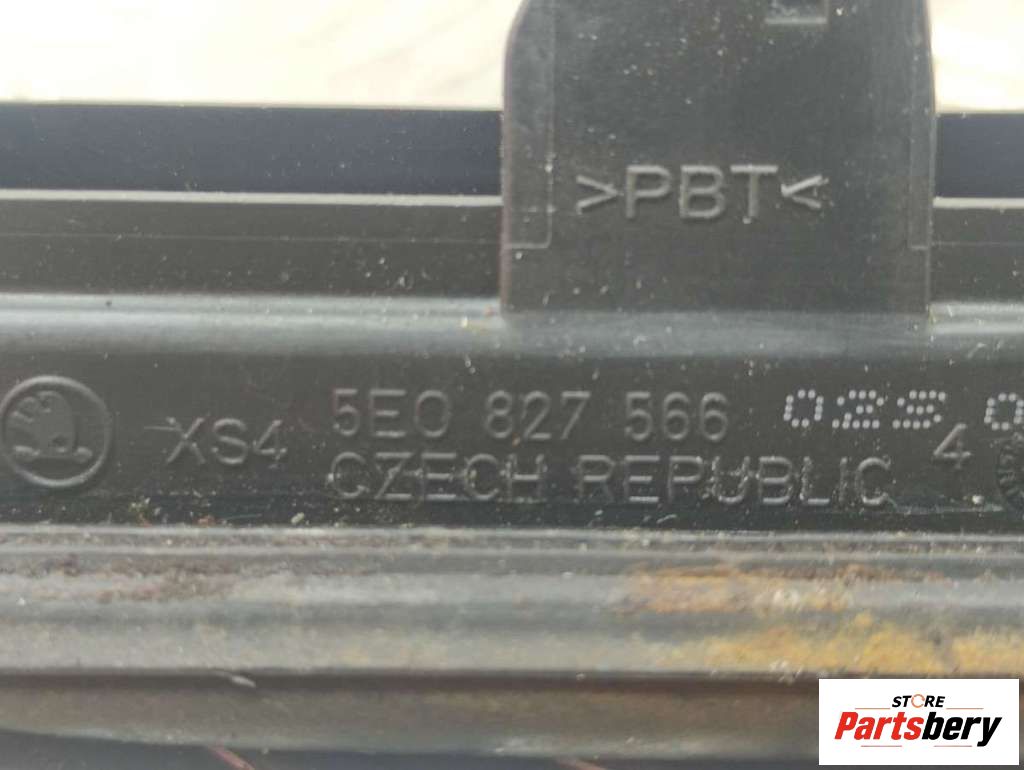 >PBT<
XS4 5E0 827 566
CZECH REPUBLIC 4
STORE
Partsbery